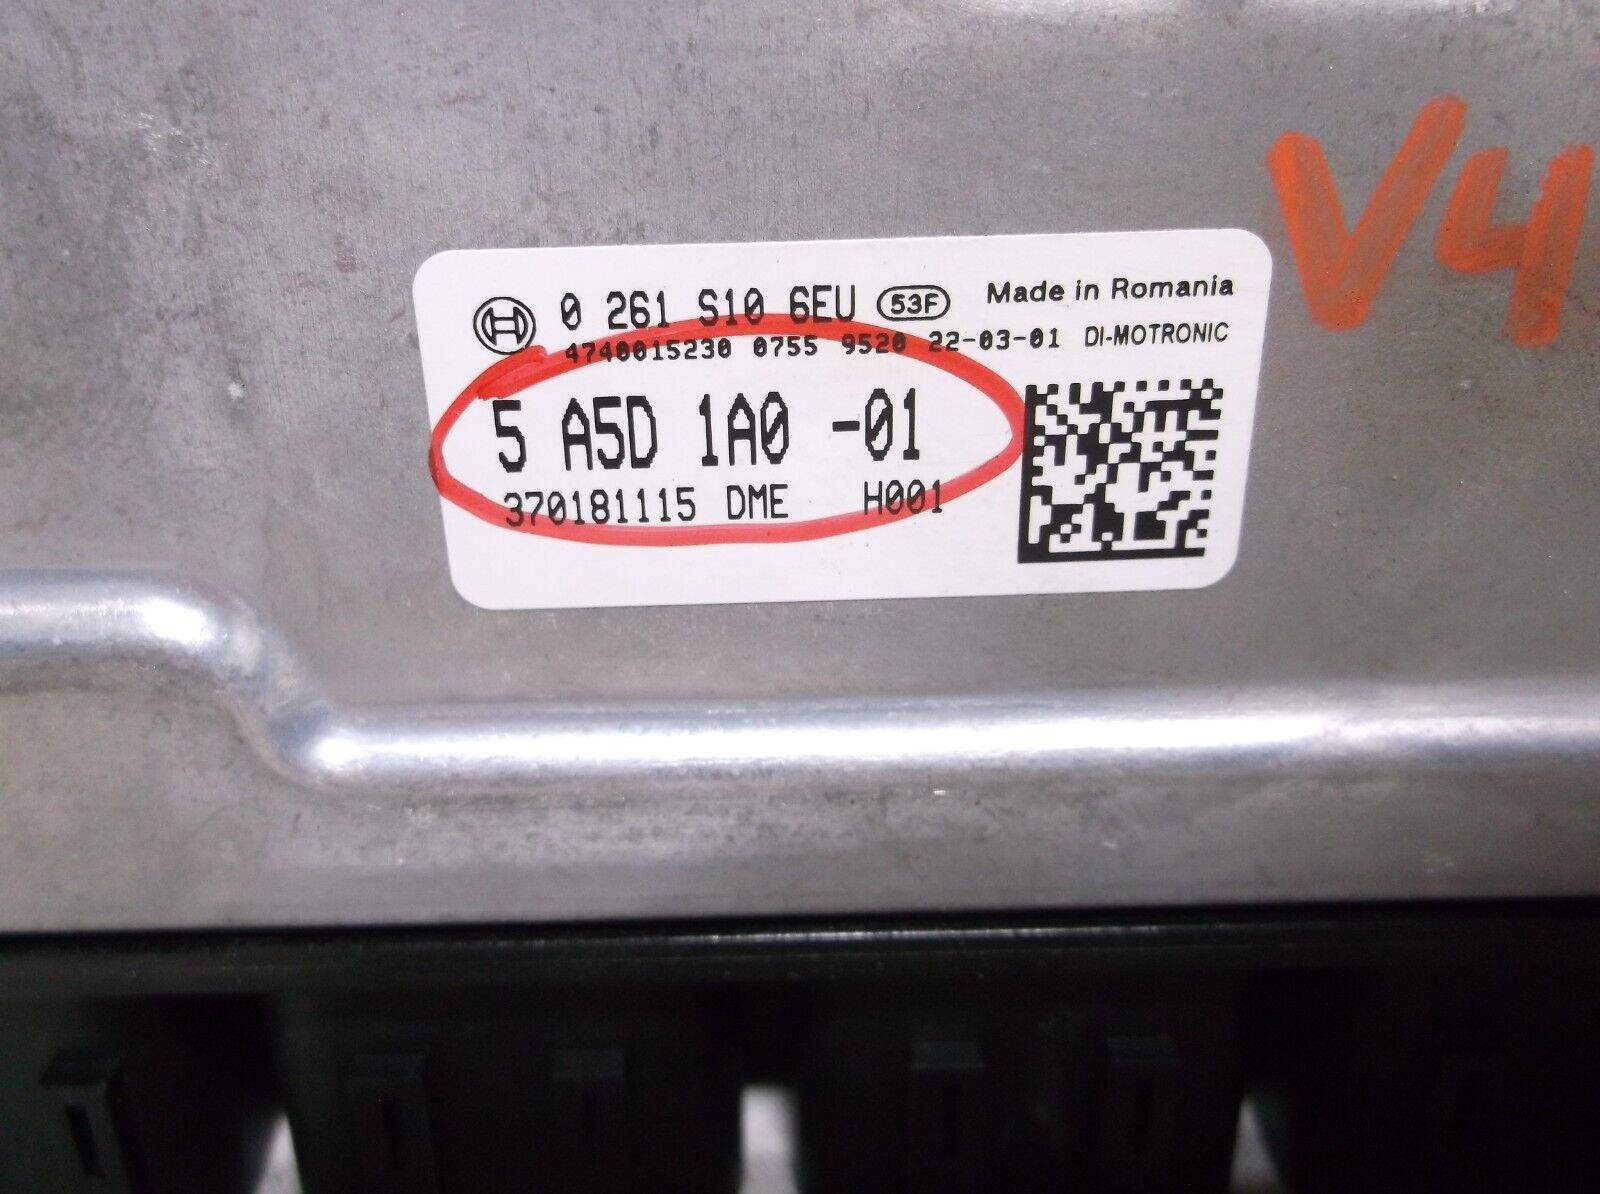 0 261 S10 6EU 53F Made in Romania
4740015230 0755 9520 22-03-01 DI-MOTRONIC
5 A5D 1A0 -01
370181115 DME H001
V4